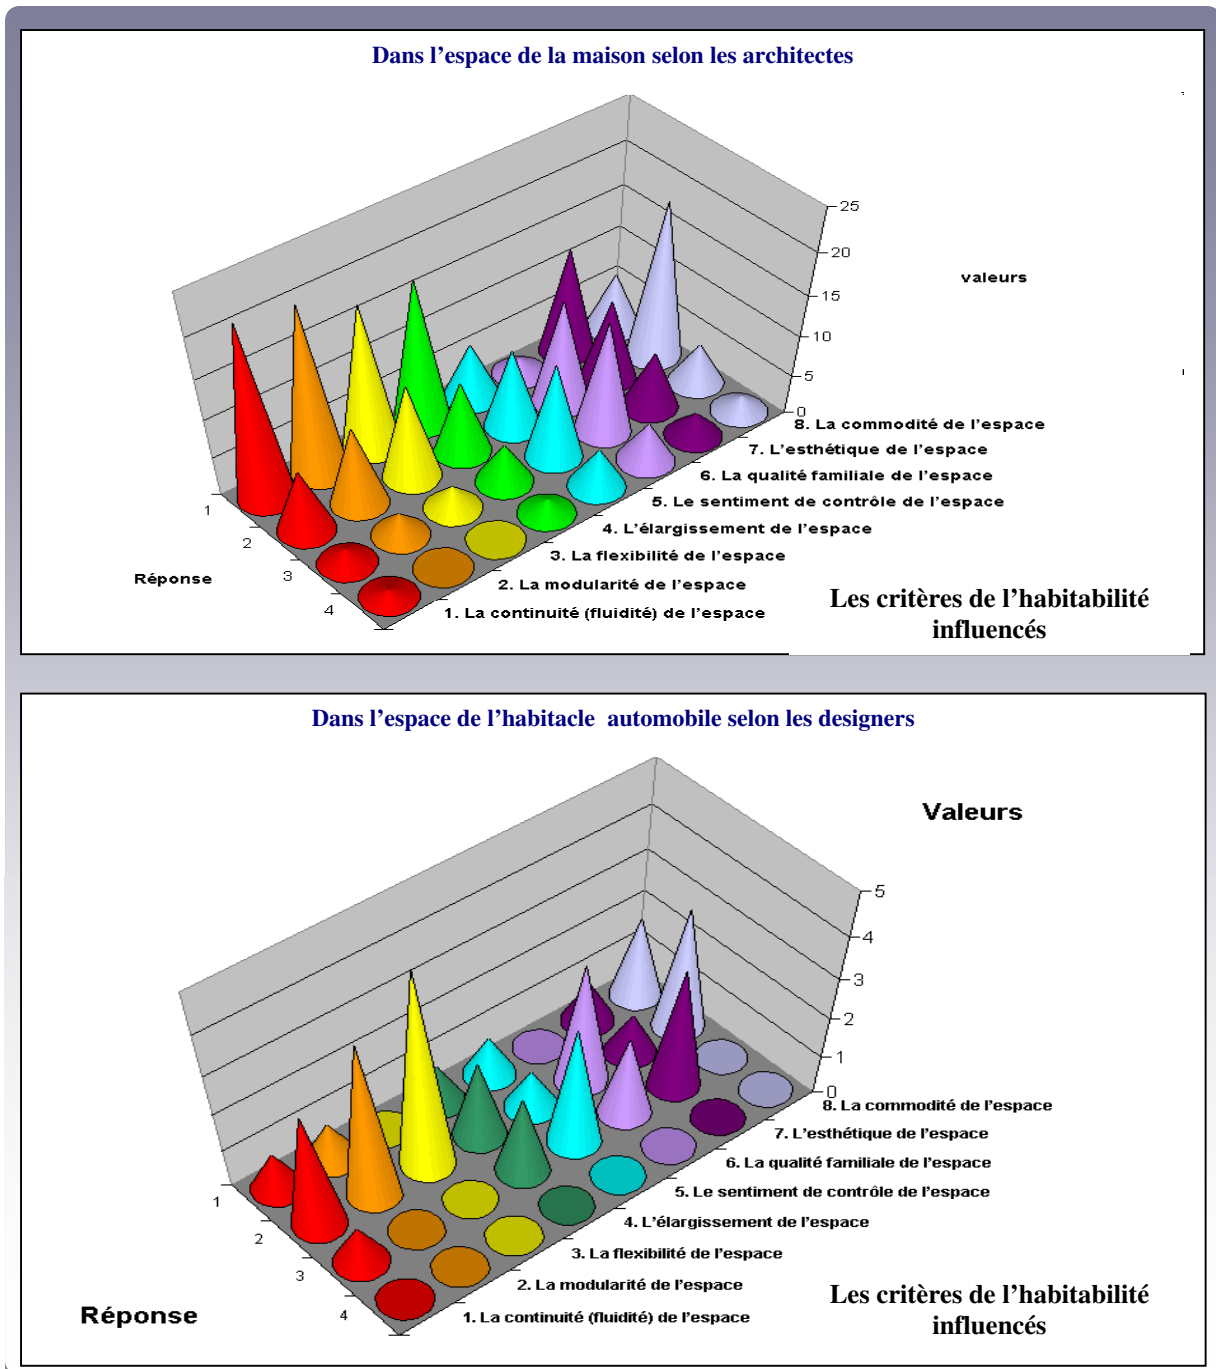 Dans l’espace de la maison selon les architectes
25
20
valeurs
15
10
5
0
8. La commodité de l'espace
7. L'esthétique de l'espace
6. La qualité familiale de l'espace
5. Le sentiment de contrôle de l'espace
4. L'élargissement de l'espace
3. La flexibilité de l'espace
2. La modularité de l'espace
1. La continuité (fluidité) de l'espace
1
2
3
4
Réponse
Les critères de l’habitabilité
influencés
Dans l’espace de l’habitacle automobile selon les designers
Valeurs
5
4
3
2
1
0
8. La commodité de l'espace
7. L'esthétique de l'espace
6. La qualité familiale de l'espace
5. Le sentiment de contrôle de l'espace
4. L'élargissement de l'espace
3. La flexibilité de l'espace
2. La modularité de l'espace
1. La continuité (fluidité) de l'espace
1
2
3
4
Réponse
Les critères de l’habitabilité
influencés